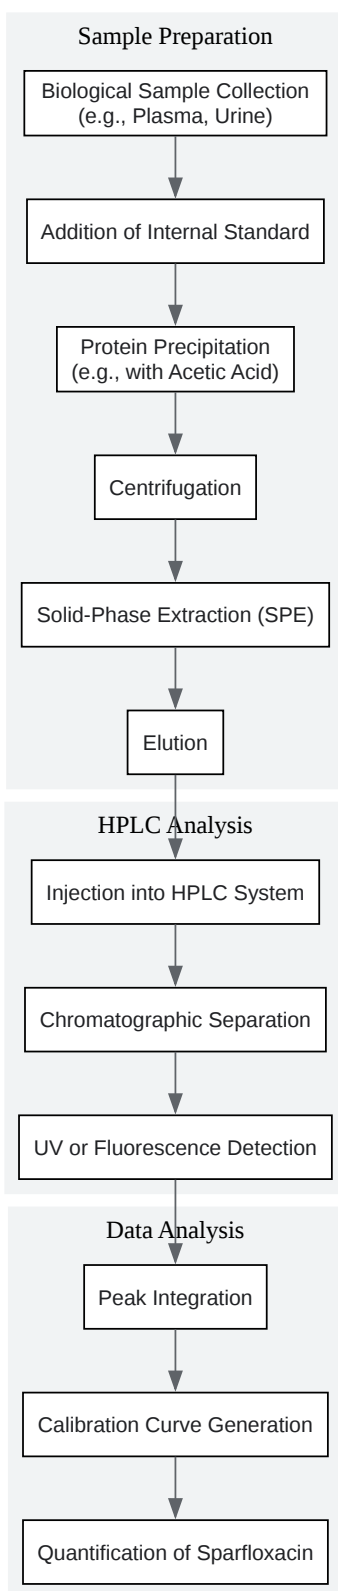 Sample Preparation
Biological Sample Collection
(e.g., Plasma, Urine)
Addition of Internal Standard
Protein Precipitation
(e.g., with Acetic Acid)
Centrifugation
Solid-Phase Extraction (SPE)
Elution
HPLC Analysis
Injection into HPLC System
Chromatographic Separation
UV or Fluorescence Detection
Data Analysis
Peak Integration
Calibration Curve Generation
Quantification of Sparfloxacin